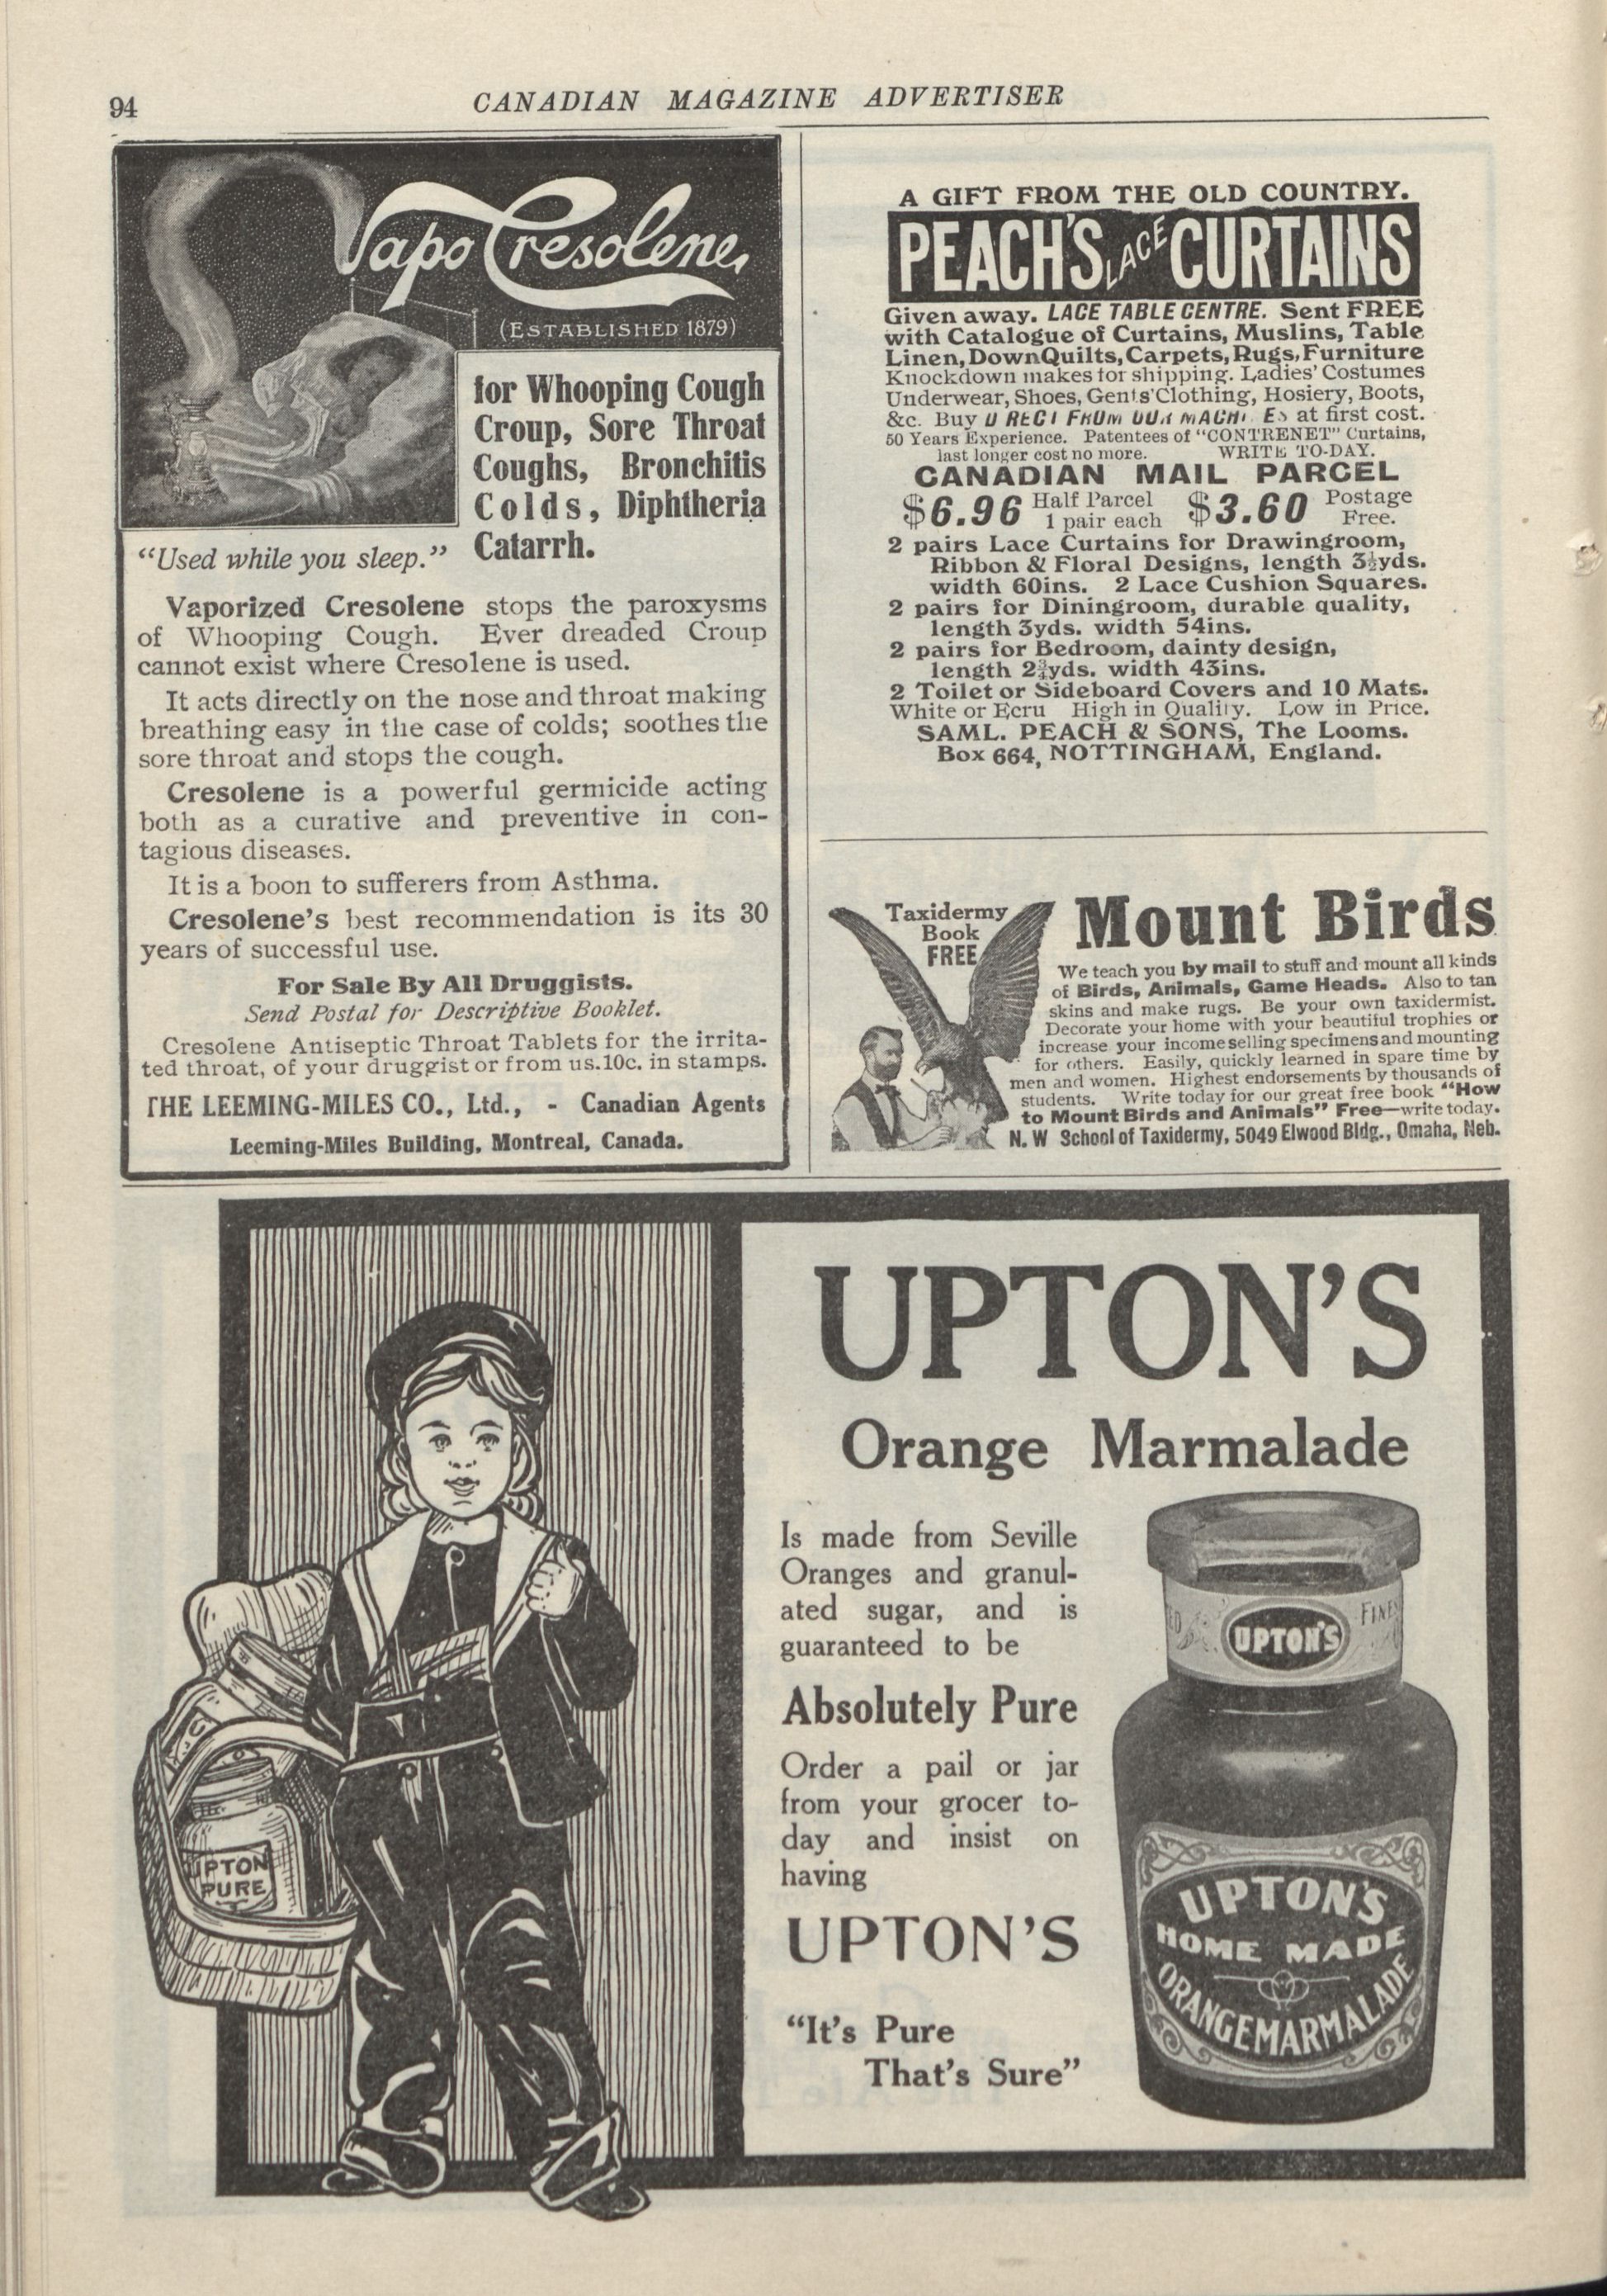 94
CANADIAN MAGAZINE ADVERTISER
Vapo Cresolene,
(ESTABLISHED 1879)
for Whooping Cough
Croup, Sore Throat
Coughs, Bronchitis
Colds, Diphtheria
Catarrh.
“Used while you sleep.”
Vaporized Cresolene stops the paroxysms
of Whooping Cough. Ever dreaded Croup
cannot exist where Cresolene is used.
It acts directly on the nose and throat making
breathing easy in the case of colds; soothes the
sore throat and stops the cough.
Cresolene is a powerful germicide acting
both as a curative and preventive in con-
tagious diseases.
It is a boon to sufferers from Asthma.
Cresolene's best recommendation is its 30
years of successful use.
For Sale By All Druggists.
Send Postal for Descriptive Booklet.
Cresolene Antiseptic Throat Tablets for the irrita-
ted throat, of your druggist or from us. 10c. in stamps.
THE LEEMING-MILES CO., Ltd., - Canadian Agents
Leeming-Miles Building, Montreal, Canada.
A GIFT FROM THE OLD COUNTRY.
PEACH'S LACE CURTAINS
Given away. LACE TABLE CENTRE. Sent FREE
with Catalogue of Curtains, Muslins, Table
Linen, Down Quilts, Carpets, Rugs, Furniture
Knockdown makes for shipping. Ladies' Costumes
Underwear, Shoes, Gents' Clothing, Hosiery, Boots,
&c. Buy FROM OUR at first cost.
50 Years Experience. Patentees of “CONTRENET” Curtains,
last longer cost no more. WRITE TO-DAY.
CANADIAN MAIL PARCEL
$6.96 Half Parcel 1 pair each $3.60 Postage Free.
2 pairs Lace Curtains for Drawingroom,
Ribbon & Floral Designs, length 3½yds.
width 60ins. 2 Lace Cushion Squares.
2 pairs for Diningroom, durable quality,
length 3yds. width 54ins.
2 pairs for Bedroom, dainty design,
length 2¾yds. width 43ins.
2 Toilet or Sideboard Covers and 10 Mats.
White or Ecru High in Quality. Low in Price.
SAML. PEACH & SONS, The Looms.
Box 664, NOTTINGHAM, England.
Taxidermy
Book
FREE
Mount Birds
We teach you by mail to stuff and mount all kinds
of Birds, Animals, Game Heads. Also to tan
skins and make rugs. Be your own taxidermist.
Decorate your home with your beautiful trophies or
increase your income selling specimens and mounting
for others. Easily, quickly learned in spare time by
men and women. Highest endorsements by thousands of
students. Write today for our great free book “How
to Mount Birds and Animals” Free—write today.
N. W School of Taxidermy, 5049 Elwood Bldg., Omaha, Neb.
UPTON'S
Orange Marmalade
Is made from Seville
Oranges and granul-
ated sugar, and is
guaranteed to be
Absolutely Pure
Order a pail or jar
from your grocer to-
day and insist on
having
UPTON'S
“It's Pure
That's Sure”
UPTON'S
UPTON'S
HOME MADE
ORANGE MARMALADE
UPTON
PURE